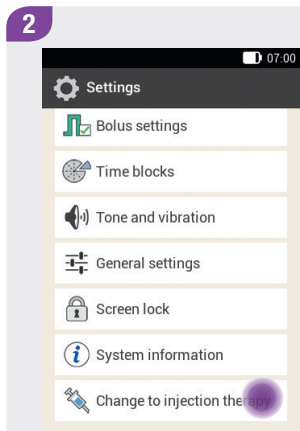 2
07:00
Settings
Bolus settings
Time blocks
Tone and vibration
General settings
Screen lock
System information
Change to injection therapy